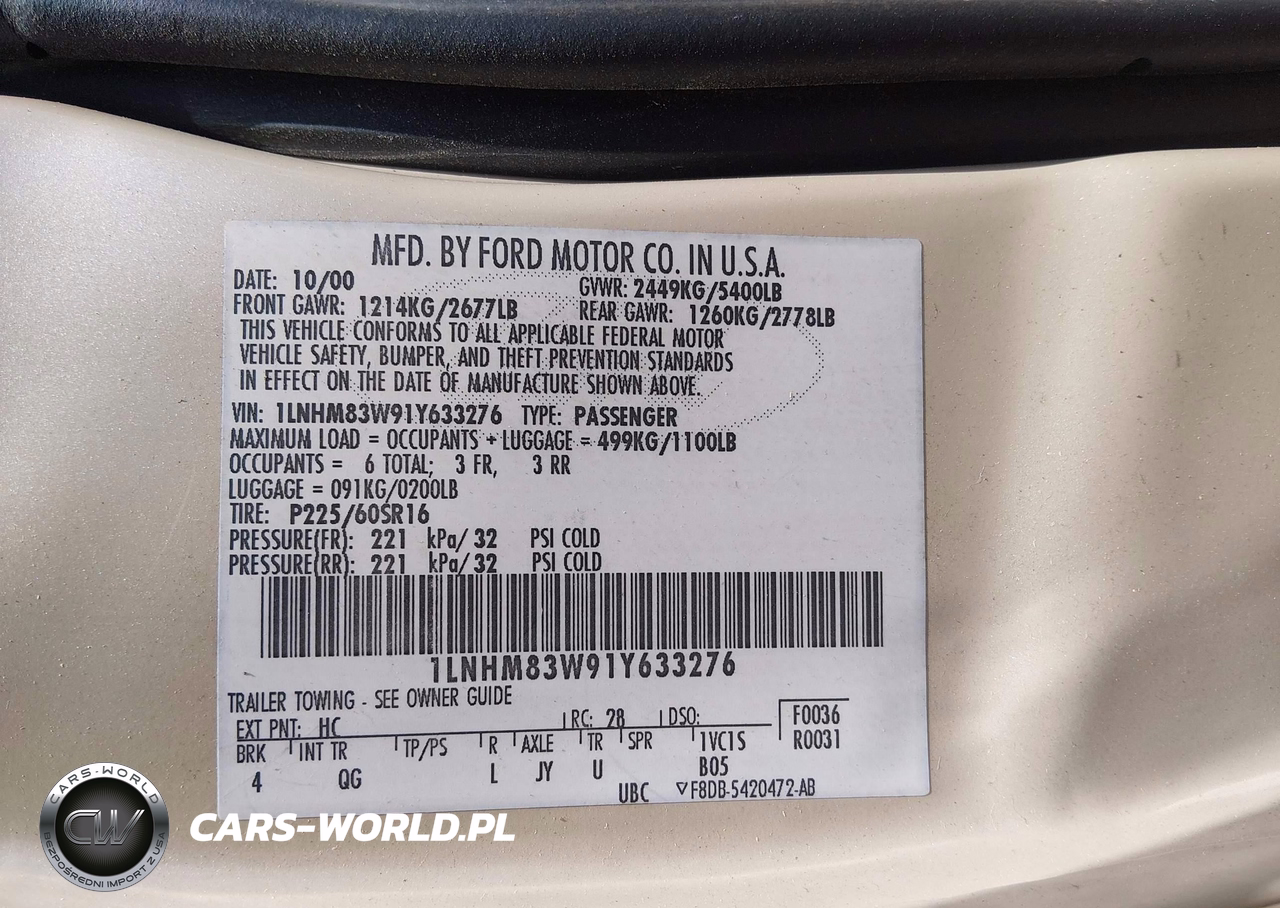 MFD. BY FORD MOTOR CO. IN U.S.A.
DATE: 10/00 GVWR: 2449KG/5400LB
FRONT GAWR: 1214KG/2677LB REAR GAWR: 1260KG/2778LB
THIS VEHICLE CONFORMS TO ALL APPLICABLE FEDERAL MOTOR
VEHICLE SAFETY, BUMPER, AND THEFT PREVENTION STANDARDS
IN EFFECT ON THE DATE OF MANUFACTURE SHOWN ABOVE.
VIN: 1LNHM83W91Y633276 TYPE: PASSENGER
MAXIMUM LOAD = OCCUPANTS + LUGGAGE = 499KG/1100LB
OCCUPANTS = 6 TOTAL; 3 FR, 3 RR
LUGGAGE = 091KG/0200LB
TIRE: P225/60SR16
PRESSURE(FR): 221 kPa/ 32 PSI COLD
PRESSURE(RR): 221 kPa/ 32 PSI COLD
1LNHM83W91Y633276
TRAILER TOWING - SEE OWNER GUIDE
EXT PNT: HC RC: 28 DSO: F0036
BRK INT TR TP/PS R AXLE TR SPR 1VC1S R0031
4 QG L JY U B05
UBC ▽F8DB-5420472-AB
CARS-WORLD
CW
BEZPOŚREDNI IMPORT Z USA
CARS-WORLD.PL